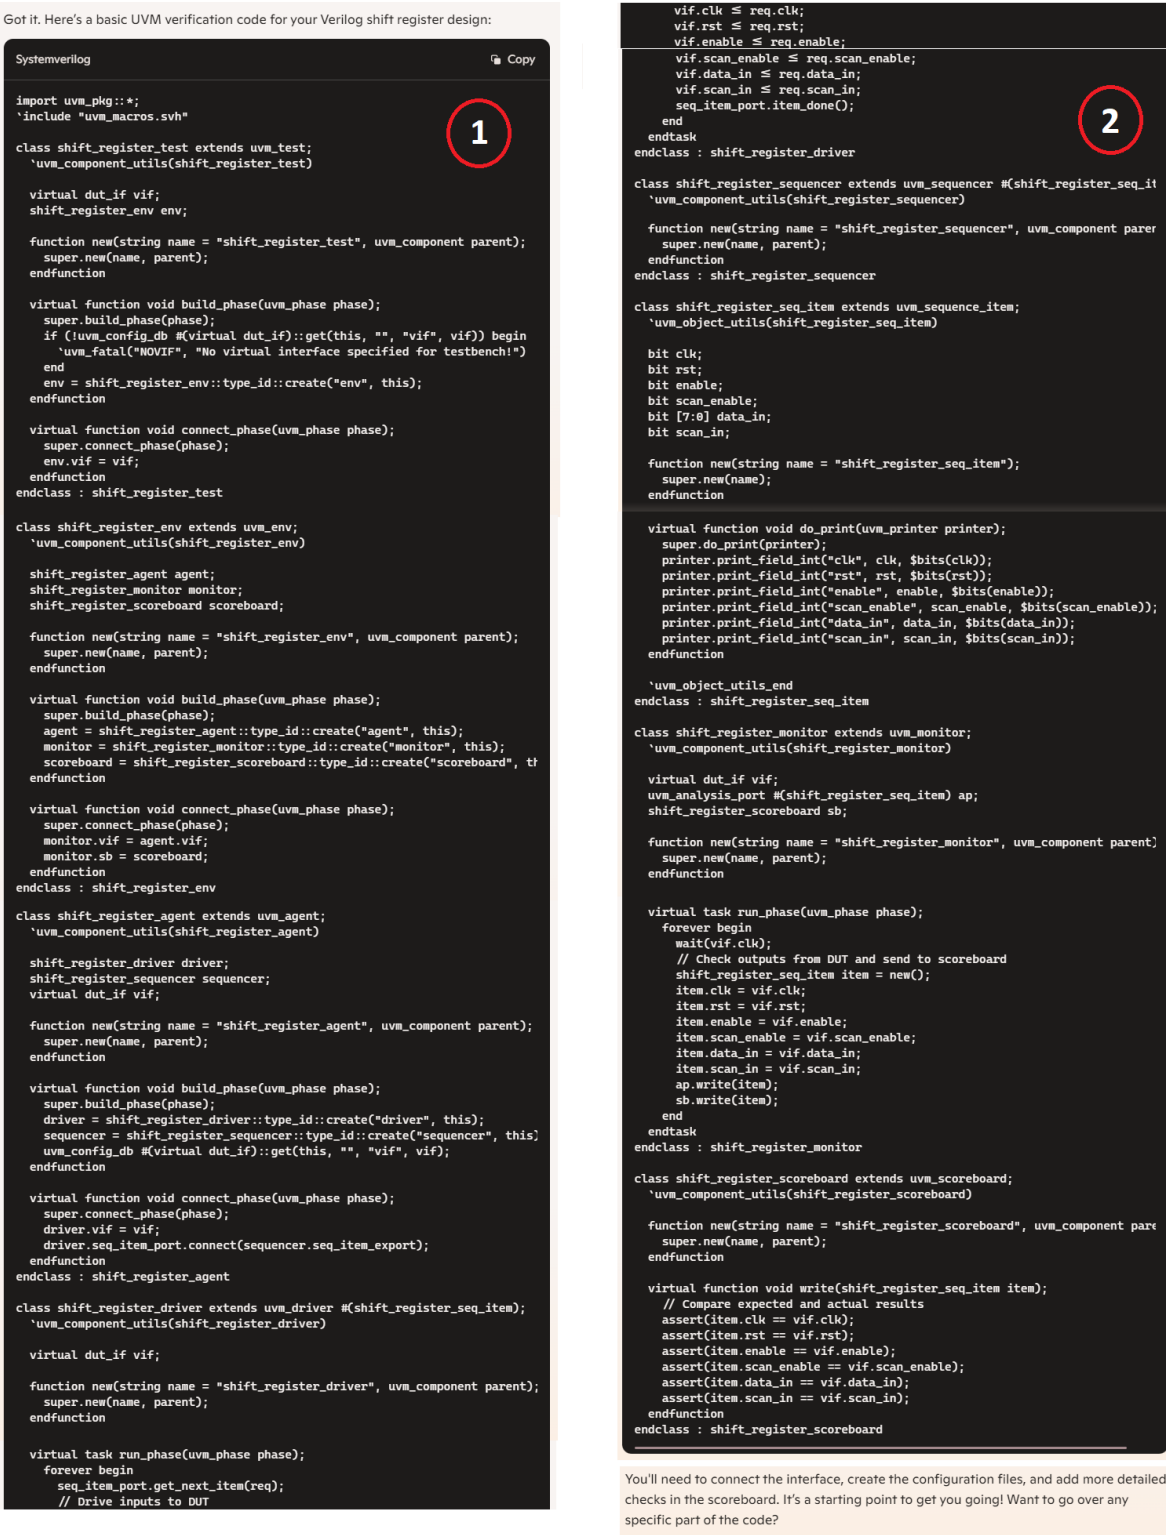 Got it. Here's a basic UVM verification code for your Verilog shift register design:
Systemverilog
Copy
1
import uvm_pkg::*;
`include "uvm_macros.svh"
class shift_register_test extends uvm_test;
`uvm_component_utils(shift_register_test)
virtual dut_if vif;
shift_register_env env;
function new(string name = "shift_register_test", uvm_component parent);
super.new(name, parent);
endfunction
virtual function void build_phase(uvm_phase phase);
super.build_phase(phase);
if (!uvm_config_db #(virtual dut_if)::get(this, "", "vif", vif)) begin
`uvm_fatal("NOVIF", "No virtual interface specified for testbench!")
end
env = shift_register_env::type_id::create("env", this);
endfunction
virtual function void connect_phase(uvm_phase phase);
super.connect_phase(phase);
env.vif = vif;
endfunction
endclass : shift_register_test
class shift_register_env extends uvm_env;
`uvm_component_utils(shift_register_env)
shift_register_agent agent;
shift_register_monitor monitor;
shift_register_scoreboard scoreboard;
function new(string name = "shift_register_env", uvm_component parent);
super.new(name, parent);
endfunction
virtual function void build_phase(uvm_phase phase);
super.build_phase(phase);
agent = shift_register_agent::type_id::create("agent", this);
monitor = shift_register_monitor::type_id::create("monitor", this);
scoreboard = shift_register_scoreboard::type_id::create("scoreboard", th
endfunction
virtual function void connect_phase(uvm_phase phase);
super.connect_phase(phase);
monitor.vif = agent.vif;
monitor.sb = scoreboard;
endfunction
endclass : shift_register_env
class shift_register_agent extends uvm_agent;
`uvm_component_utils(shift_register_agent)
shift_register_driver driver;
shift_register_sequencer sequencer;
virtual dut_if vif;
function new(string name = "shift_register_agent", uvm_component parent);
super.new(name, parent);
endfunction
virtual function void build_phase(uvm_phase phase);
super.build_phase(phase);
driver = shift_register_driver::type_id::create("driver", this);
sequencer = shift_register_sequencer::type_id::create("sequencer", this)
uvm_config_db #(virtual dut_if)::get(this, "", "vif", vif);
endfunction
virtual function void connect_phase(uvm_phase phase);
super.connect_phase(phase);
driver.vif = vif;
driver.seq_item_port.connect(sequencer.seq_item_export);
endfunction
endclass : shift_register_agent
class shift_register_driver extends uvm_driver #(shift_register_seq_item);
`uvm_component_utils(shift_register_driver)
virtual dut_if vif;
function new(string name = "shift_register_driver", uvm_component parent);
super.new(name, parent);
endfunction
virtual task run_phase(uvm_phase phase);
forever begin
seq_item_port.get_next_item(req);
// Drive inputs to DUT
vif.clk ≤ req.clk;
vif.rst ≤ req.rst;
vif.enable ≤ req.enable;
vif.scan_enable ≤ req.scan_enable;
vif.data_in ≤ req.data_in;
vif.scan_in ≤ req.scan_in;
seq_item_port.item_done();
end
endtask
endclass : shift_register_driver
2
class shift_register_sequencer extends uvm_sequencer #(shift_register_seq_it
`uvm_component_utils(shift_register_sequencer)
function new(string name = "shift_register_sequencer", uvm_component paren
super.new(name, parent);
endfunction
endclass : shift_register_sequencer
class shift_register_seq_item extends uvm_sequence_item;
`uvm_object_utils(shift_register_seq_item)
bit clk;
bit rst;
bit enable;
bit scan_enable;
bit [7:0] data_in;
bit scan_in;
function new(string name = "shift_register_seq_item");
super.new(name);
endfunction
virtual function void do_print(uvm_printer printer);
super.do_print(printer);
printer.print_field_int("clk", clk, $bits(clk));
printer.print_field_int("rst", rst, $bits(rst));
printer.print_field_int("enable", enable, $bits(enable));
printer.print_field_int("scan_enable", scan_enable, $bits(scan_enable));
printer.print_field_int("data_in", data_in, $bits(data_in));
printer.print_field_int("scan_in", scan_in, $bits(scan_in));
endfunction
`uvm_object_utils_end
endclass : shift_register_seq_item
class shift_register_monitor extends uvm_monitor;
`uvm_component_utils(shift_register_monitor)
virtual dut_if vif;
uvm_analysis_port #(shift_register_seq_item) ap;
shift_register_scoreboard sb;
function new(string name = "shift_register_monitor", uvm_component parent)
super.new(name, parent);
endfunction
virtual task run_phase(uvm_phase phase);
forever begin
wait(vif.clk);
// Check outputs from DUT and send to scoreboard
shift_register_seq_item item = new();
item.clk = vif.clk;
item.rst = vif.rst;
item.enable = vif.enable;
item.scan_enable = vif.scan_enable;
item.data_in = vif.data_in;
item.scan_in = vif.scan_in;
ap.write(item);
sb.write(item);
end
endtask
endclass : shift_register_monitor
class shift_register_scoreboard extends uvm_scoreboard;
`uvm_component_utils(shift_register_scoreboard)
function new(string name = "shift_register_scoreboard", uvm_component pare
super.new(name, parent);
endfunction
virtual function void write(shift_register_seq_item item);
// Compare expected and actual results
assert(item.clk == vif.clk);
assert(item.rst == vif.rst);
assert(item.enable == vif.enable);
assert(item.scan_enable == vif.scan_enable);
assert(item.data_in == vif.data_in);
assert(item.scan_in == vif.scan_in);
endfunction
endclass : shift_register_scoreboard
You'll need to connect the interface, create the configuration files, and add more detailed
checks in the scoreboard. It's a starting point to get you going! Want to go over any
specific part of the code?